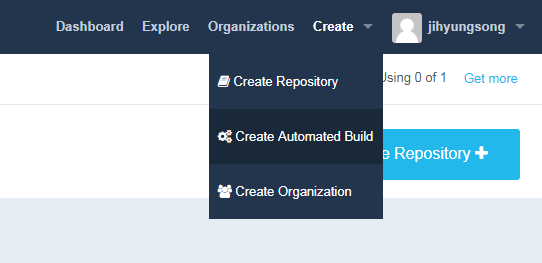 Dashboard Explore Organizations Create jihyungsong
Create Repository
Using 0 of 1 Get more
Create Automated Build
Repository
Create Organization